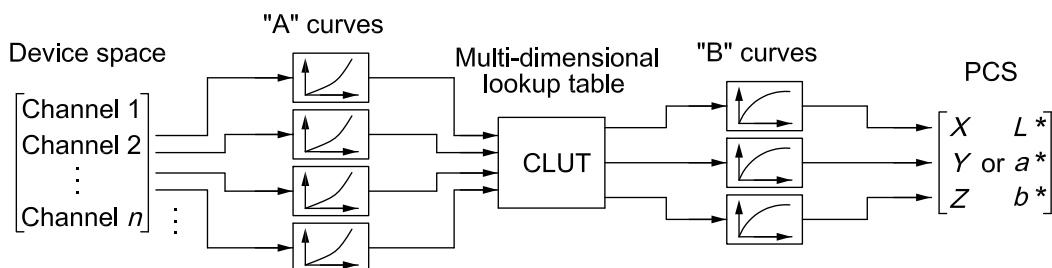 Device space
"A" curves
Multi-dimensional
lookup table
"B" curves
PCS
Channel 1
Channel 2
⋮
Channel n
⋮
CLUT
X L*
Y or a*
Z b*